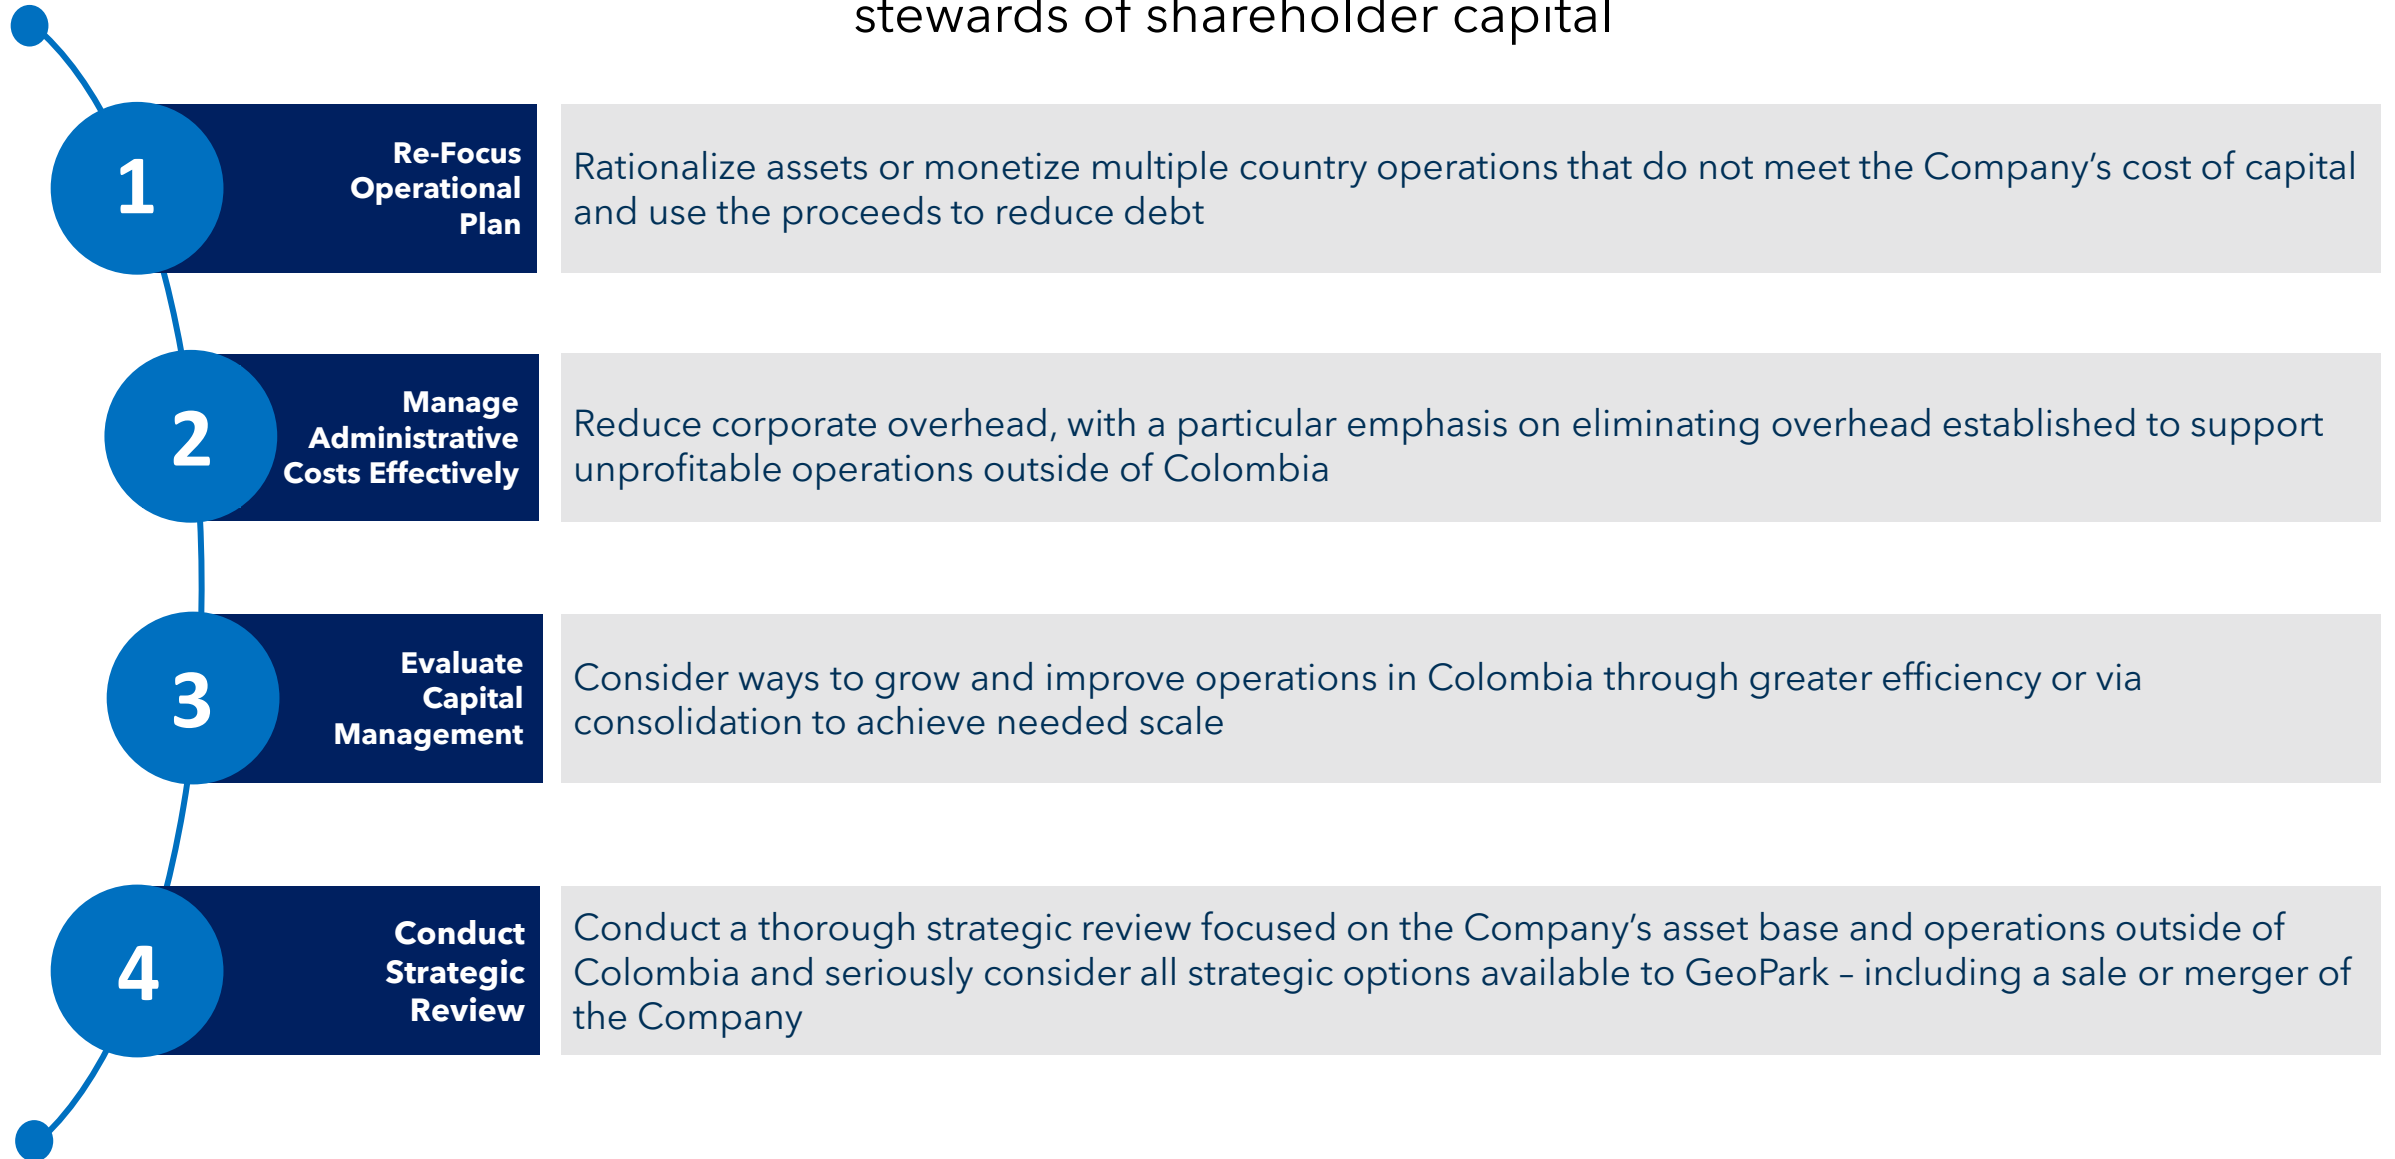 stewards of shareholder capital
1
Re-Focus
Operational
Plan
Rationalize assets or monetize multiple country operations that do not meet the Company’s cost of capital
and use the proceeds to reduce debt
2
Manage
Administrative
Costs Effectively
Reduce corporate overhead, with a particular emphasis on eliminating overhead established to support
unprofitable operations outside of Colombia
3
Evaluate
Capital
Management
Consider ways to grow and improve operations in Colombia through greater efficiency or via
consolidation to achieve needed scale
4
Conduct
Strategic
Review
Conduct a thorough strategic review focused on the Company’s asset base and operations outside of
Colombia and seriously consider all strategic options available to GeoPark – including a sale or merger of
the Company